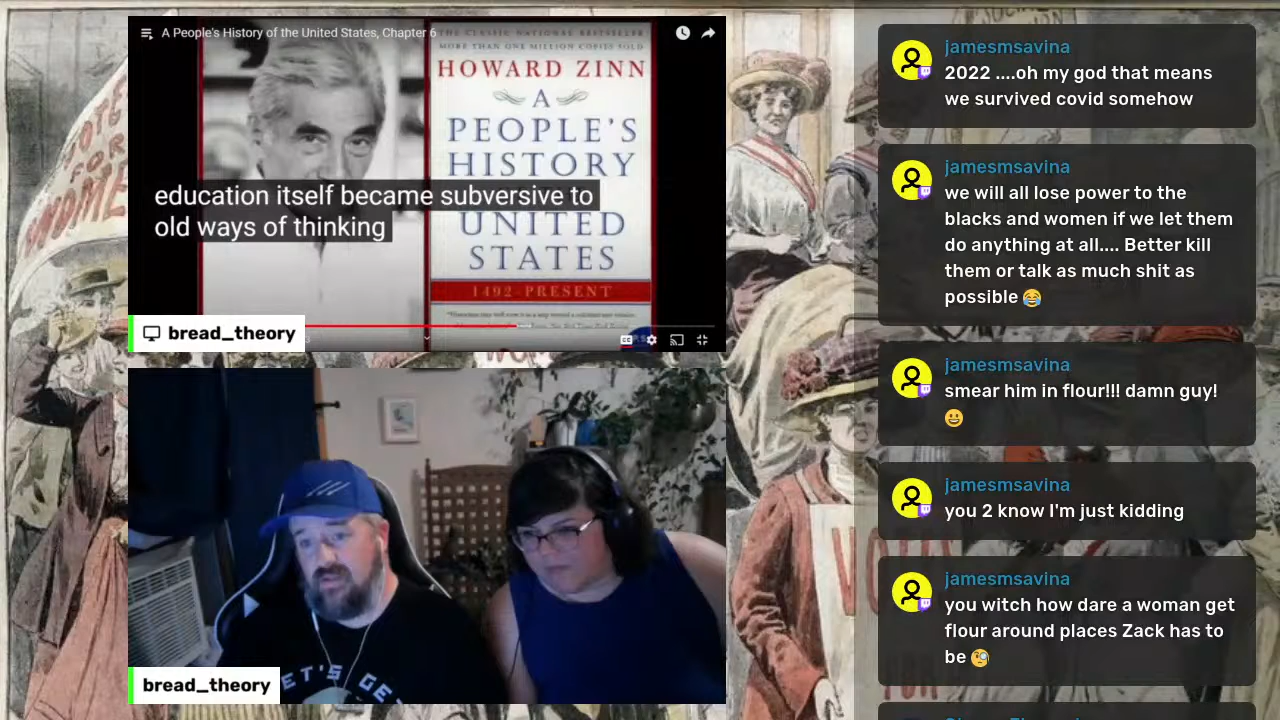 VOTE
FOR
WOMEN
A People's History of the United States, Chapter 6
THE CLASSIC NATIONAL BESTSELLER
MORE THAN ONE MILLION COPIES SOLD
HOWARD ZINN
A
PEOPLE'S
HISTORY
UNITED
STATES
1492–PRESENT
education itself became subversive to
old ways of thinking
bread_theory
LET'S GE
bread_theory
jamesmsavina
2022 ....oh my god that means
we survived covid somehow
jamesmsavina
we will all lose power to the
blacks and women if we let them
do anything at all.... Better kill
them or talk as much shit as
possible 😂
jamesmsavina
smear him in flour!!! damn guy!
😀
jamesmsavina
you 2 know I'm just kidding
jamesmsavina
you witch how dare a woman get
flour around places Zack has to
be 🧐